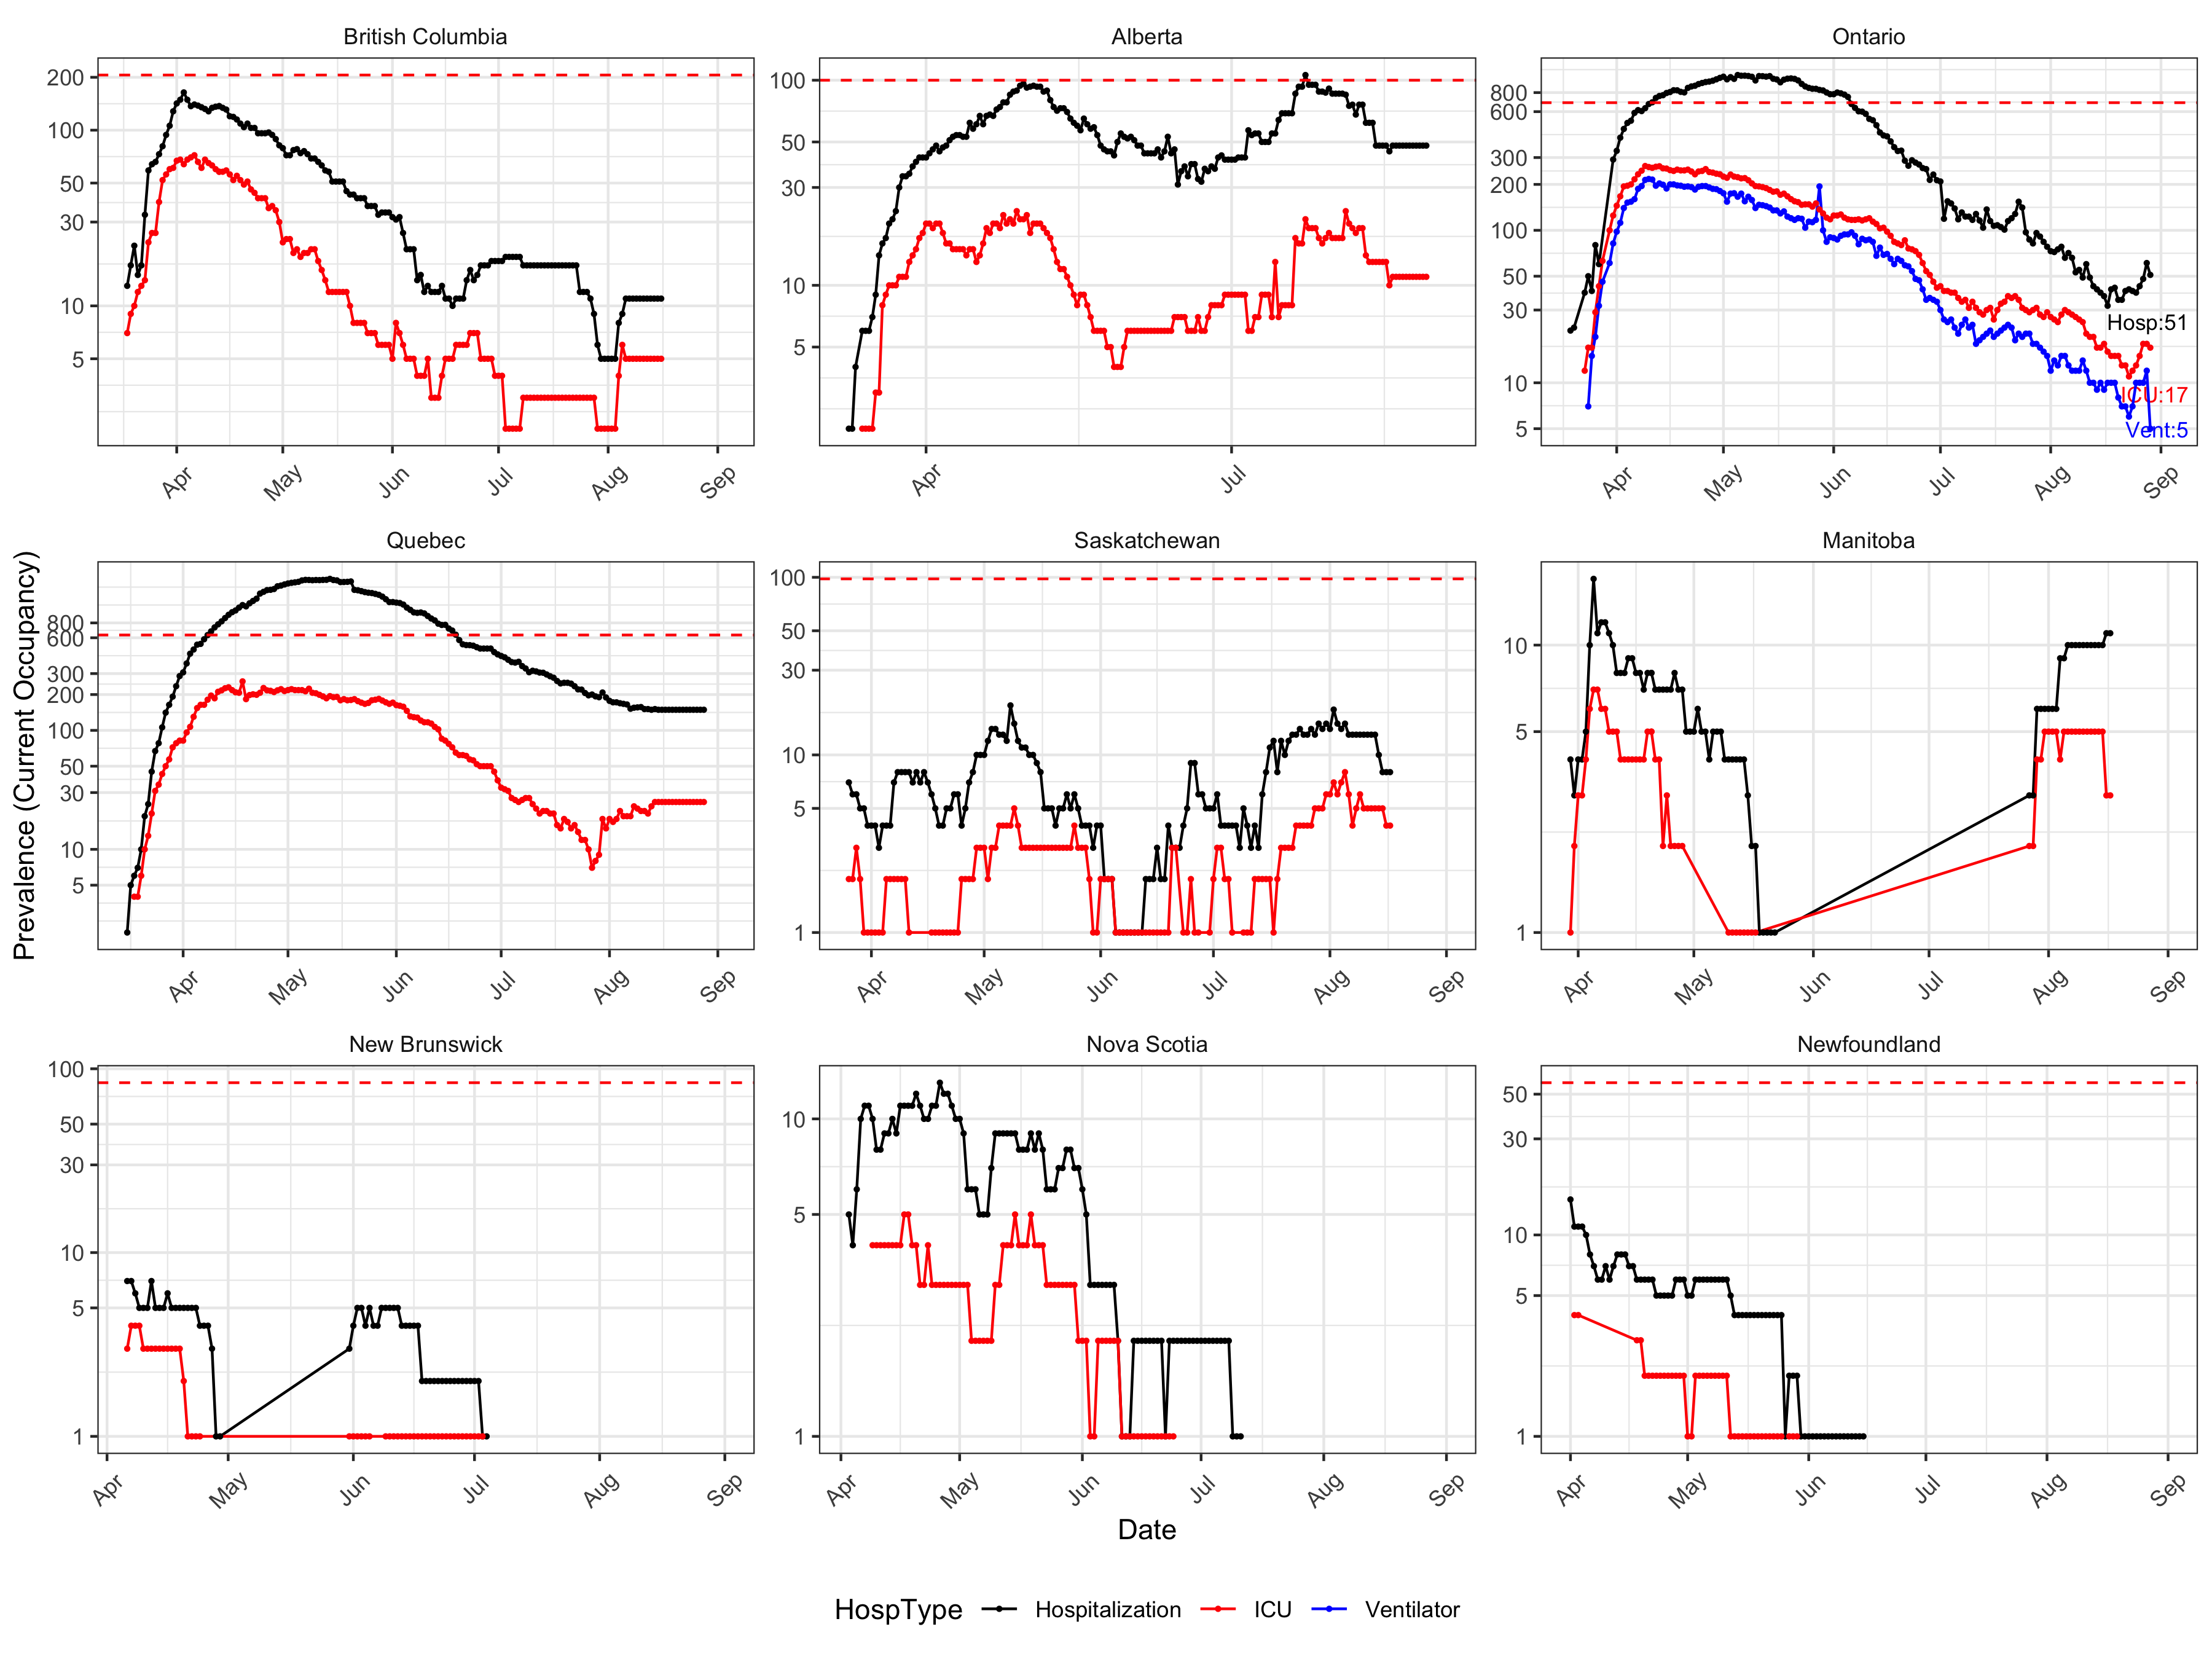 British Columbia
Alberta
Ontario
200
100
50
30
10
5
100
50
30
10
5
800
600
300
200
100
50
30
10
5
Hosp:51
ICU:17
Vent:5
Apr May Jun Jul Aug Sep
Apr Jul
Apr May Jun Jul Aug Sep
Prevalence (Current Occupancy)
Quebec
Saskatchewan
Manitoba
800
600
300
200
100
50
30
10
5
100
50
30
10
5
1
10
5
1
Apr May Jun Jul Aug Sep
Apr May Jun Jul Aug Sep
Apr May Jun Jul Aug Sep
New Brunswick
Nova Scotia
Newfoundland
100
50
30
10
5
1
10
5
1
50
30
10
5
1
Apr May Jun Jul Aug Sep
Apr May Jun Jul Aug Sep
Apr May Jun Jul Aug Sep
Date
HospType Hospitalization ICU Ventilator